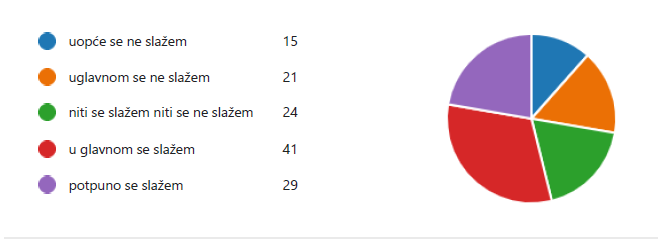 uopće se ne slažem 15
uglavnom se ne slažem 21
niti se slažem niti se ne slažem 24
u glavnom se slažem 41
potpuno se slažem 29